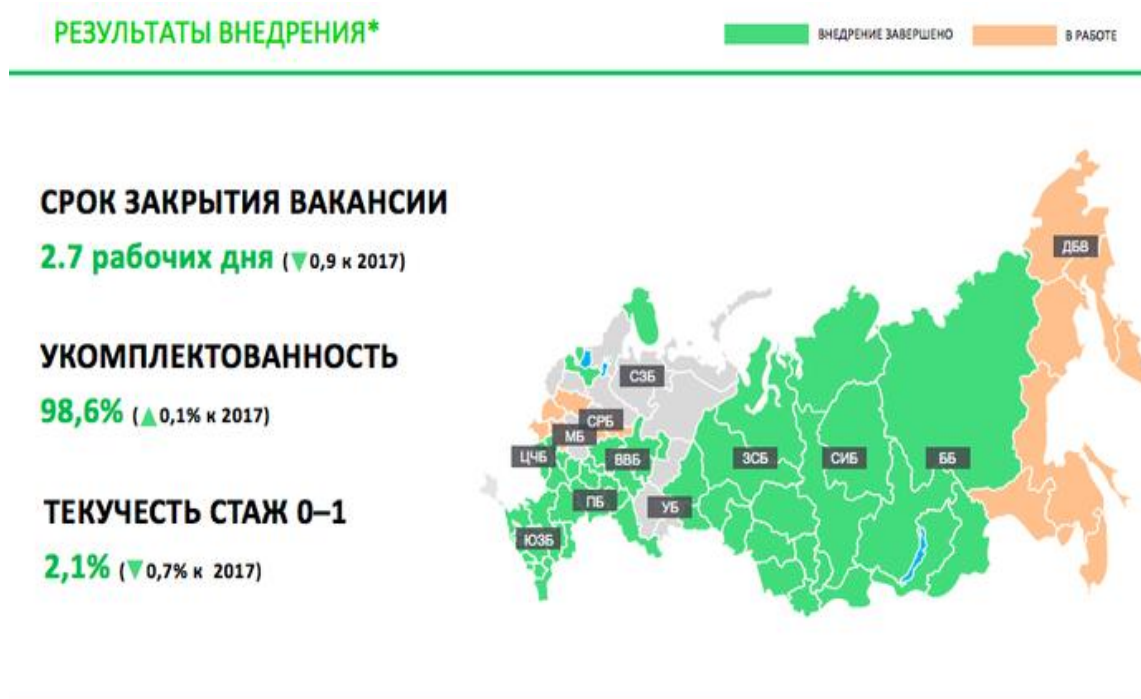 РЕЗУЛЬТАТЫ ВНЕДРЕНИЯ*
ВНЕДРЕНИЕ ЗАВЕРШЕНО
В РАБОТЕ
СРОК ЗАКРЫТИЯ ВАКАНСИИ
2.7 рабочих дня (▼0,9 к 2017)
УКОМПЛЕКТОВАННОСТЬ
98,6% (▲0,1% к 2017)
ТЕКУЧЕСТЬ СТАЖ 0–1
2,1% (▼0,7% к 2017)
ДБВ
СЗБ
СРБ
МБ
ЦЧБ
ВВБ
ЗСБ
СИБ
ББ
ПБ
УБ
ЮЗБ